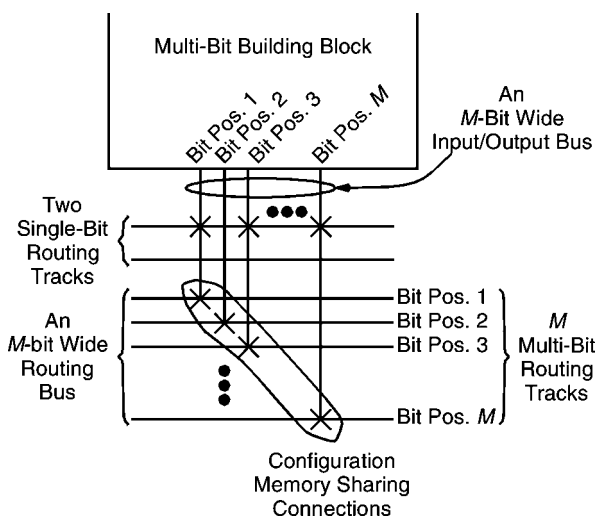 Multi-Bit Building Block
Bit Pos. 1
Bit Pos. 2
Bit Pos. 3
Bit Pos. M
An
M-Bit Wide
Input/Output Bus
Two
Single-Bit
Routing
Tracks
An
M-bit Wide
Routing
Bus
Bit Pos. 1
Bit Pos. 2
Bit Pos. 3
Bit Pos. M
M
Multi-Bit
Routing
Tracks
Configuration
Memory Sharing
Connections